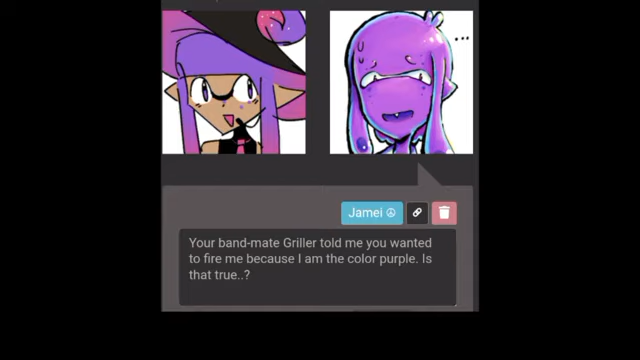 ...
Jamei ☮
Your band-mate Griller told me you wanted
to fire me because I am the color purple. Is
that true..?